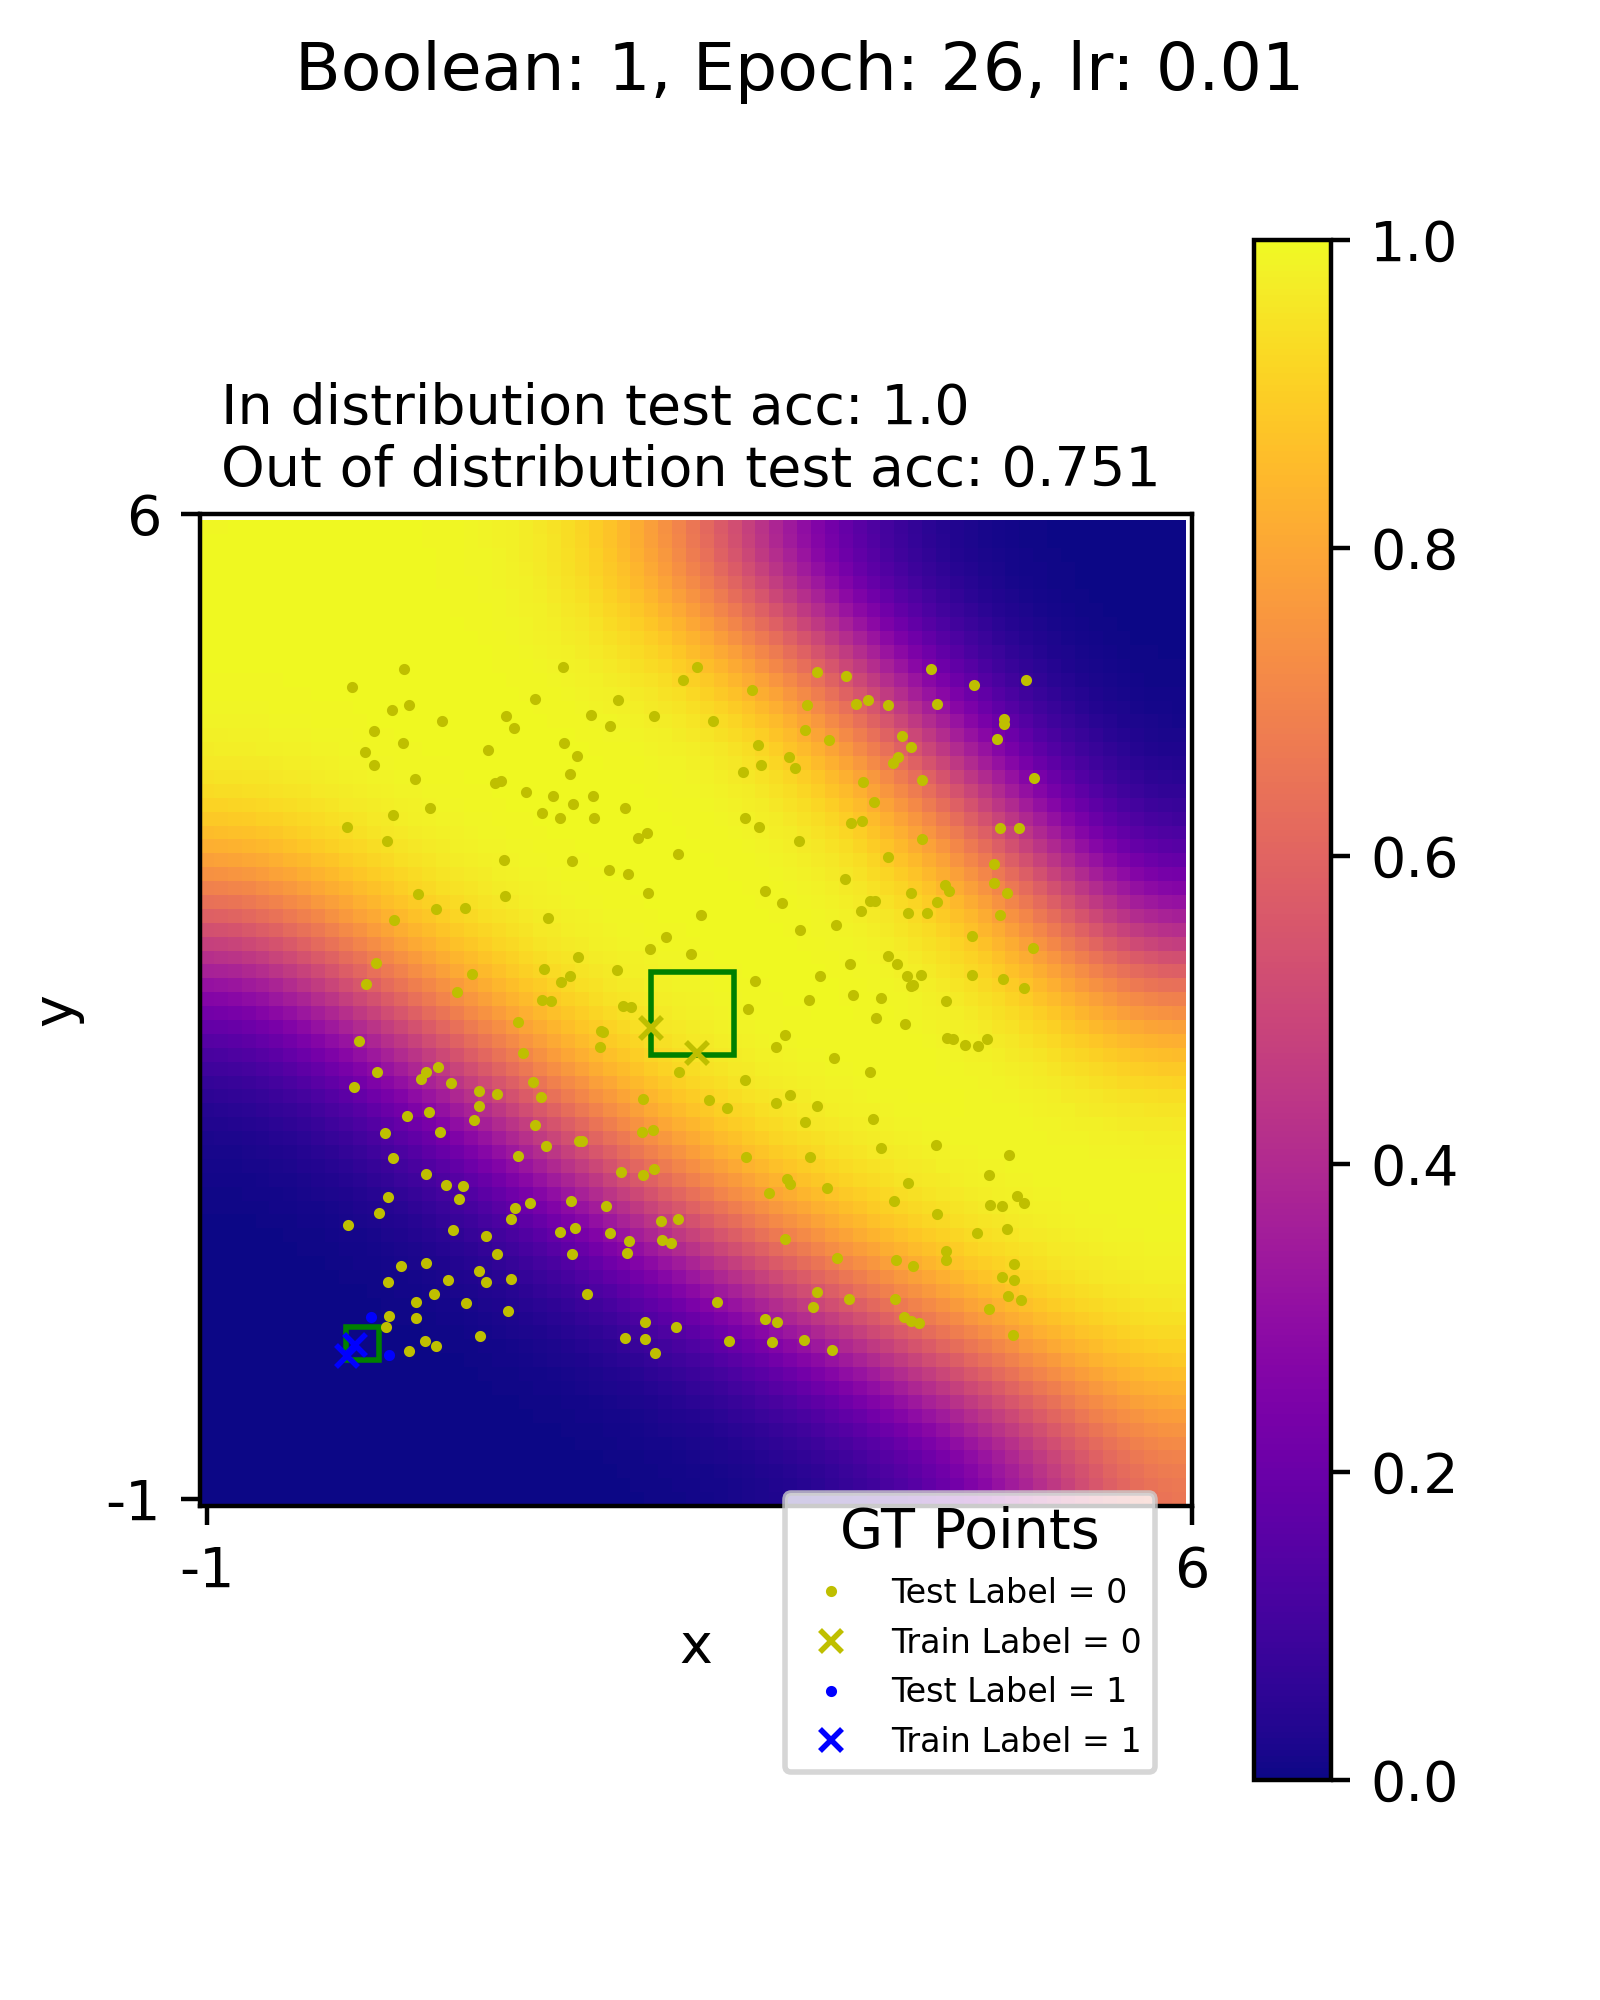 Boolean: 1, Epoch: 26, lr: 0.01
In distribution test acc: 1.0
Out of distribution test acc: 0.751
6
y
-1
-1
6
x
GT Points
Test Label = 0
Train Label = 0
Test Label = 1
Train Label = 1
1.0
0.8
0.6
0.4
0.2
0.0